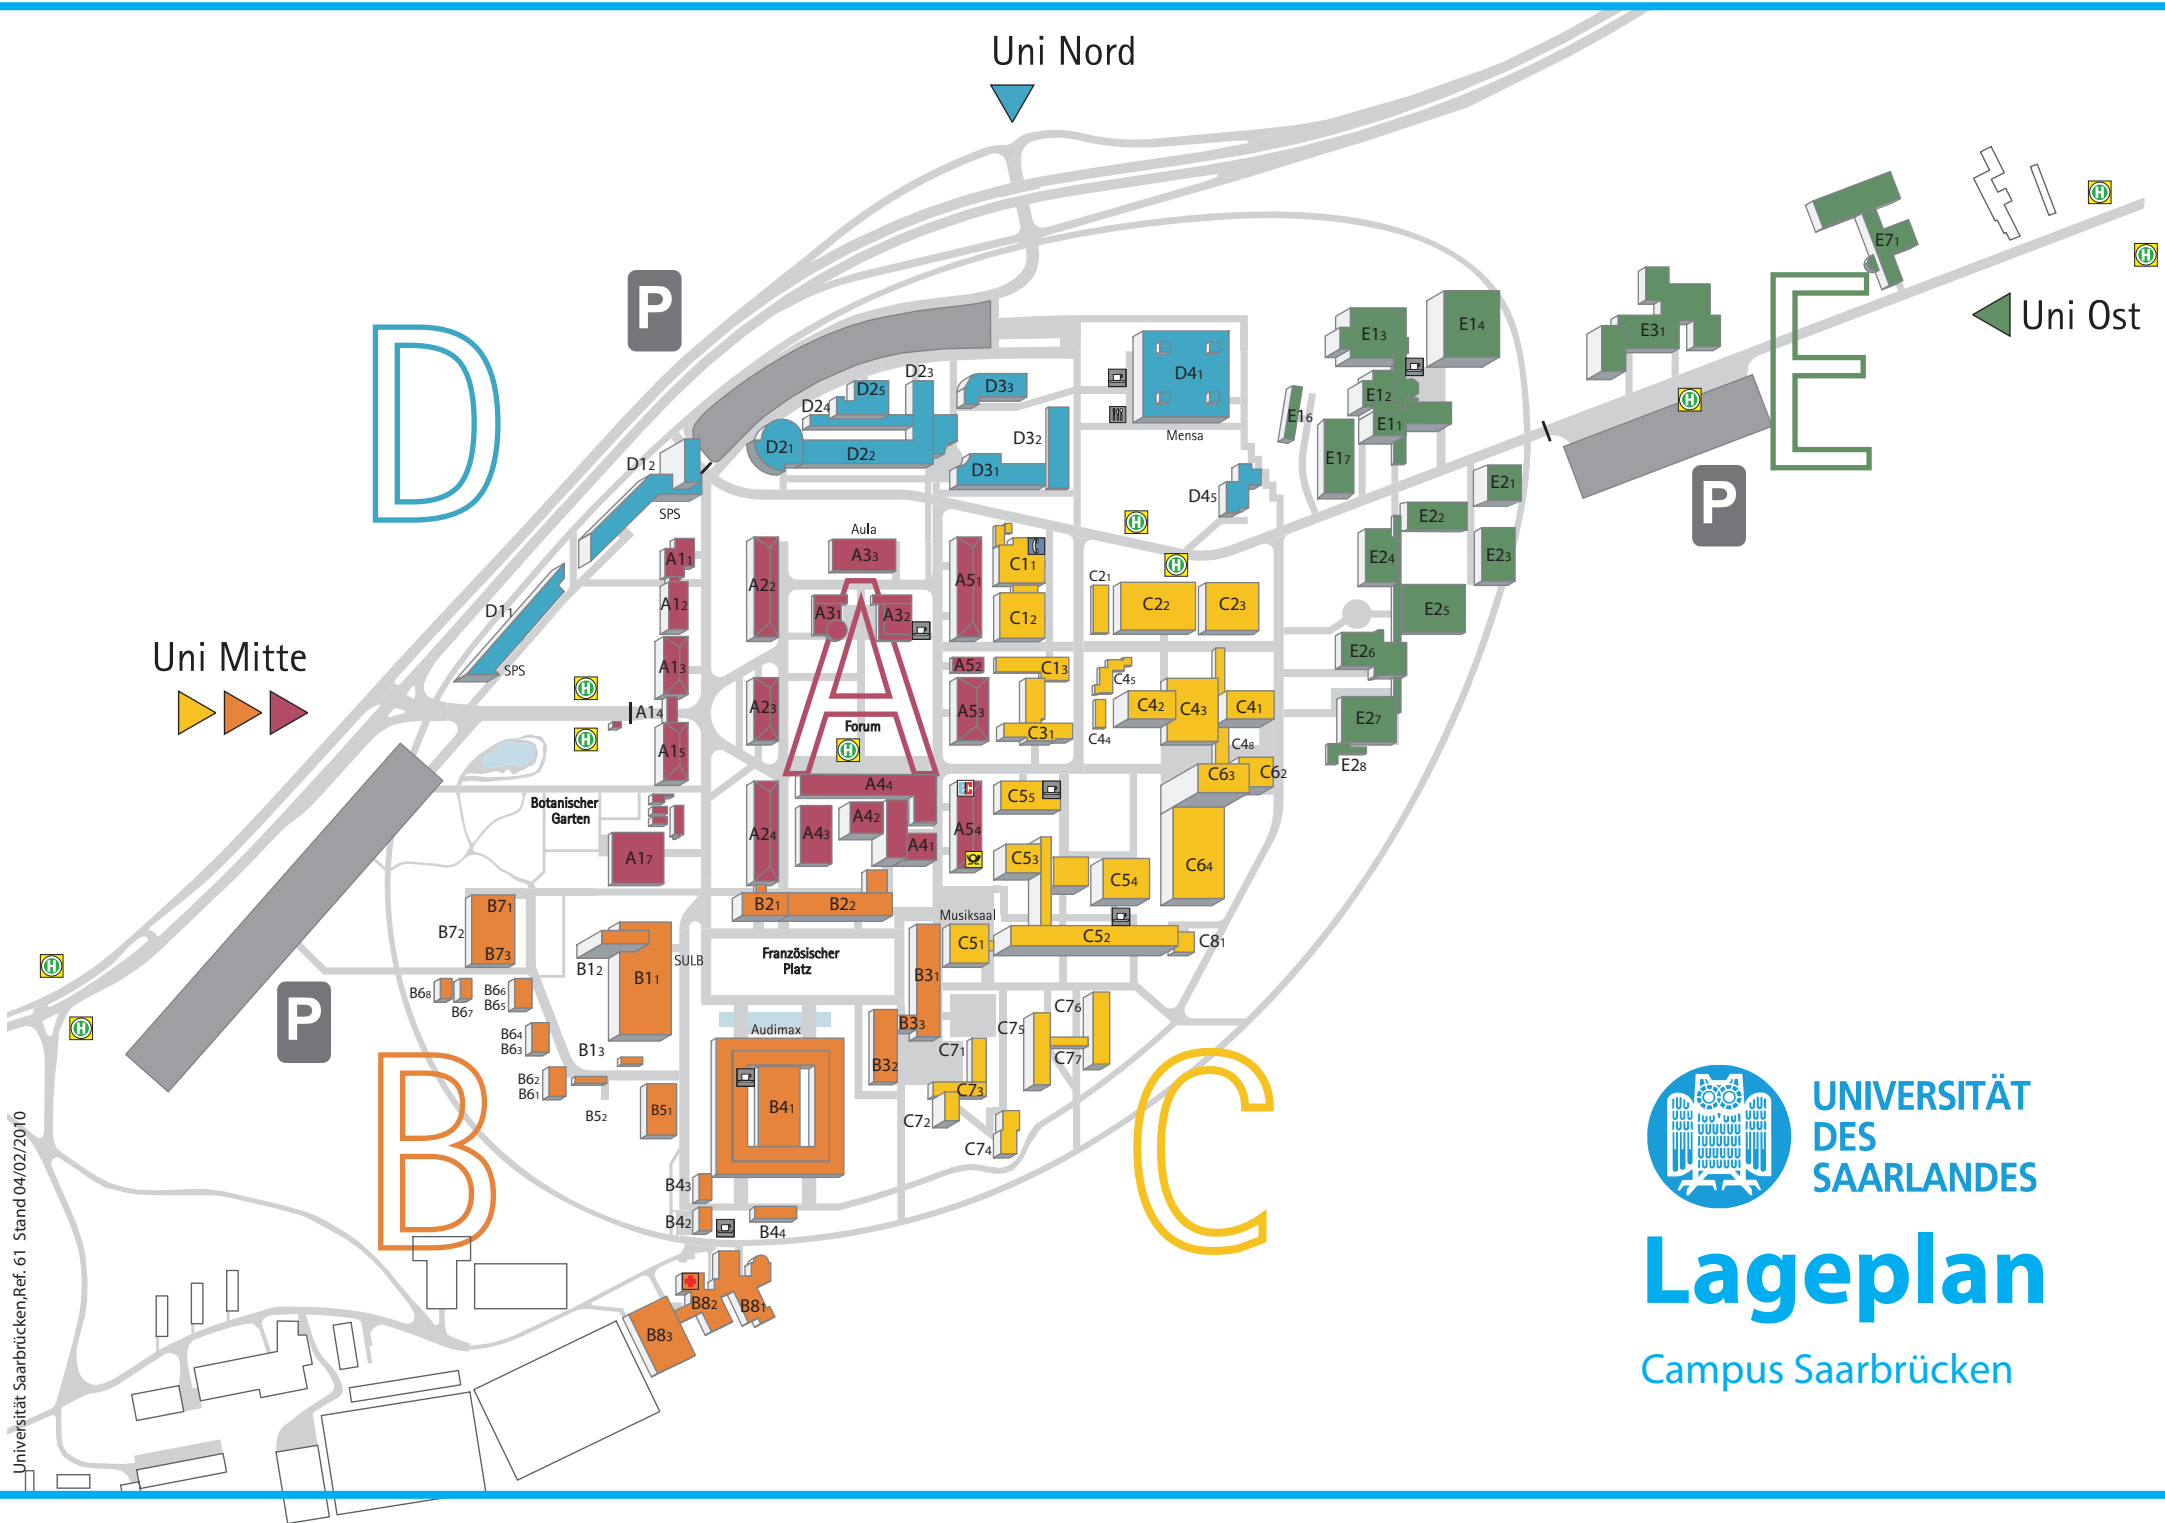 Uni Nord
P
D
D2₃
D2₅
D3₃
D2₄
D4₁
E1₃
E1₄
E7₁
E3₁
Uni Ost
E
E1₂
E1₆
E1₁
D3₂
Mensa
D2₁
D2₂
D3₁
D1₂
E1₇
E2₁
P
D4₅
SPS
E2₂
Aula
A1₁
A2₂
A3₃
A5₁
C1₁
E2₄
E2₃
C2₁
A1₂
A3₁
A3₂
C1₂
C2₂
C2₃
E2₅
D1₁
Uni Mitte
SPS
A1₃
A5₂
C1₃
C4₅
E2₆
A1₄
A2₃
A
A5₃
C4₂
C4₃
C4₁
E2₇
Forum
C3₁
C4₄
C4₈
A1₅
E2₈
A4₄
C5₅
C6₃
C6₂
Botanischer
Garten
A2₄
A4₃
A4₂
A4₁
A5₄
A1₇
C5₃
C5₄
C6₄
B7₁
B2₁
B2₂
Musiksaal
B7₂
B7₃
C5₁
C5₂
C8₁
B1₂
SULB
Französischer
Platz
B1₁
B3₁
B6₈
B6₇
B6₆
B6₅
C7₆
P
Audimax
B3₃
C7₅
B6₄
B6₃
B1₃
C7₁
C7₇
B3₂
B
B6₂
B6₁
C7₃
C
B5₂
B5₁
B4₁
C7₂
C7₄
B4₃
B4₂
B4₄
B8₂
B8₁
B8₃
H
H
H
H
H
H
H
H
H
H
UNIVERSITÄT
DES
SAARLANDES
Lageplan
Campus Saarbrücken
Universität Saarbrücken,Ref. 61 Stand 04/02/2010